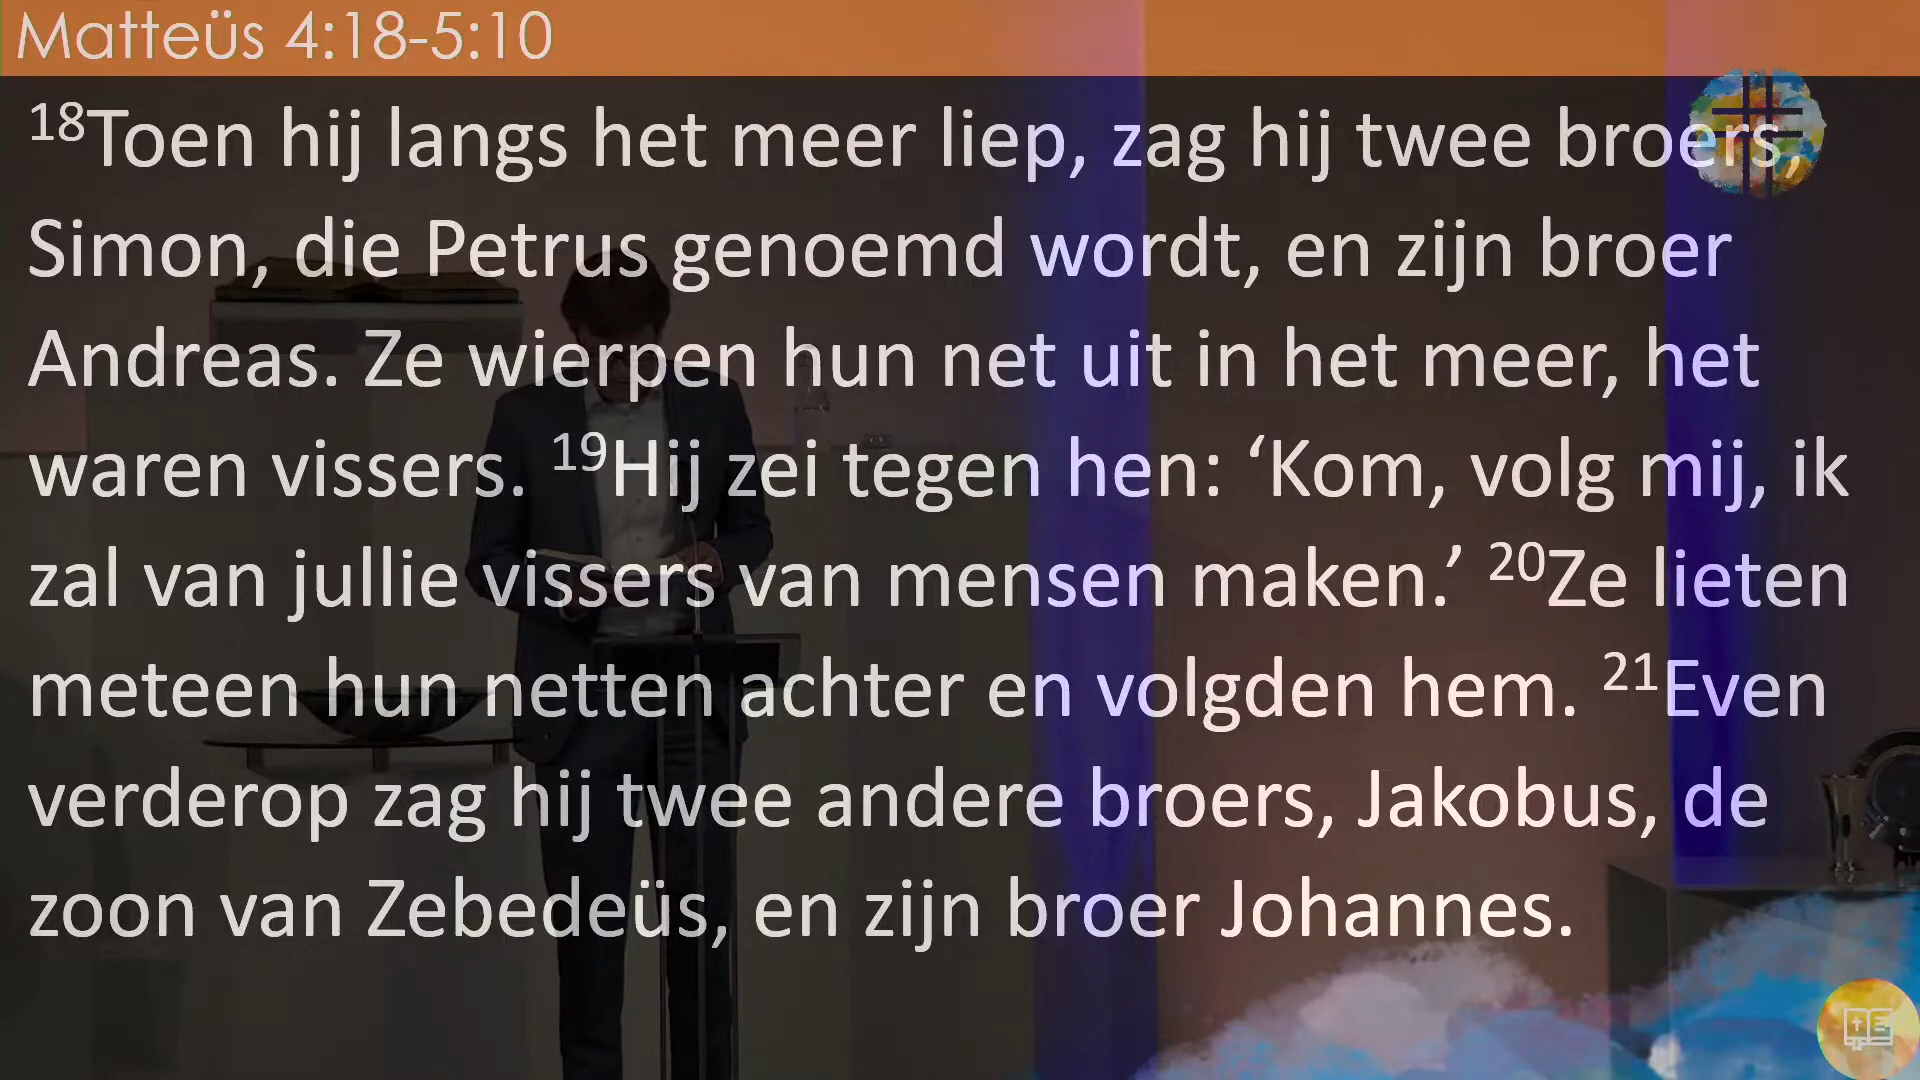 Matteüs 4:18-5:10
18Toen hij langs het meer liep, zag hij twee broers,
Simon, die Petrus genoemd wordt, en zijn broer
Andreas. Ze wierpen hun net uit in het meer, het
waren vissers. 19Hij zei tegen hen: ‘Kom, volg mij, ik
zal van jullie vissers van mensen maken.’ 20Ze lieten
meteen hun netten achter en volgden hem. 21Even
verderop zag hij twee andere broers, Jakobus, de
zoon van Zebedeüs, en zijn broer Johannes.